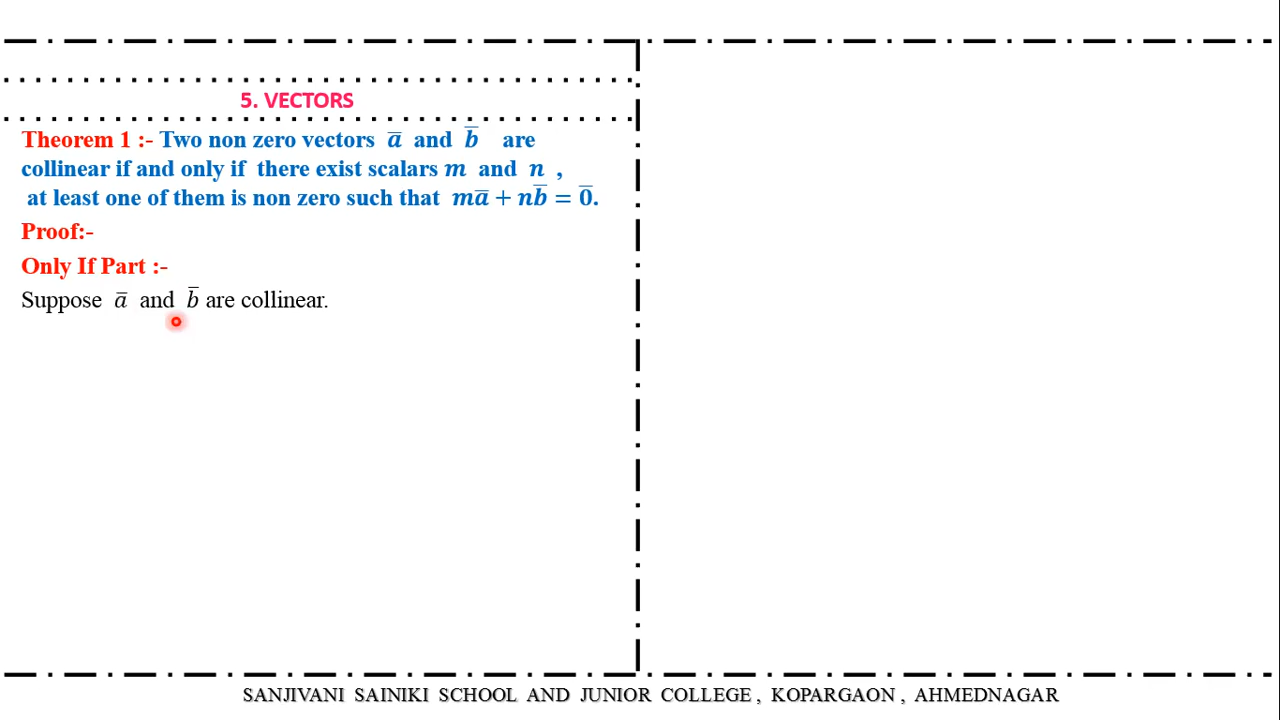 5. VECTORS
Theorem 1 :- Two non zero vectors a̅ and b̅ are
collinear if and only if there exist scalars m and n ,
at least one of them is non zero such that ma̅ + nb̅ = 0̅.
Proof:-
Only If Part :-
Suppose a̅ and b̅ are collinear.
SANJIVANI SAINIKI SCHOOL AND JUNIOR COLLEGE , KOPARGAON , AHMEDNAGAR